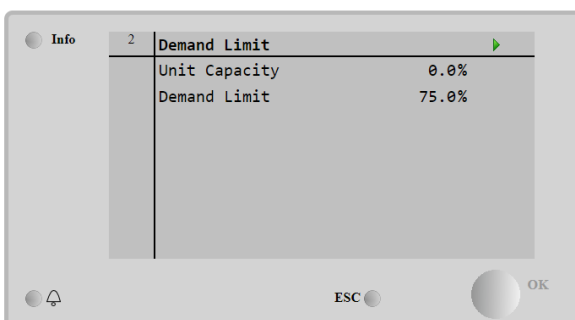 Info
2 Demand Limit
Unit Capacity 0.0%
Demand Limit 75.0%
ESC
OK